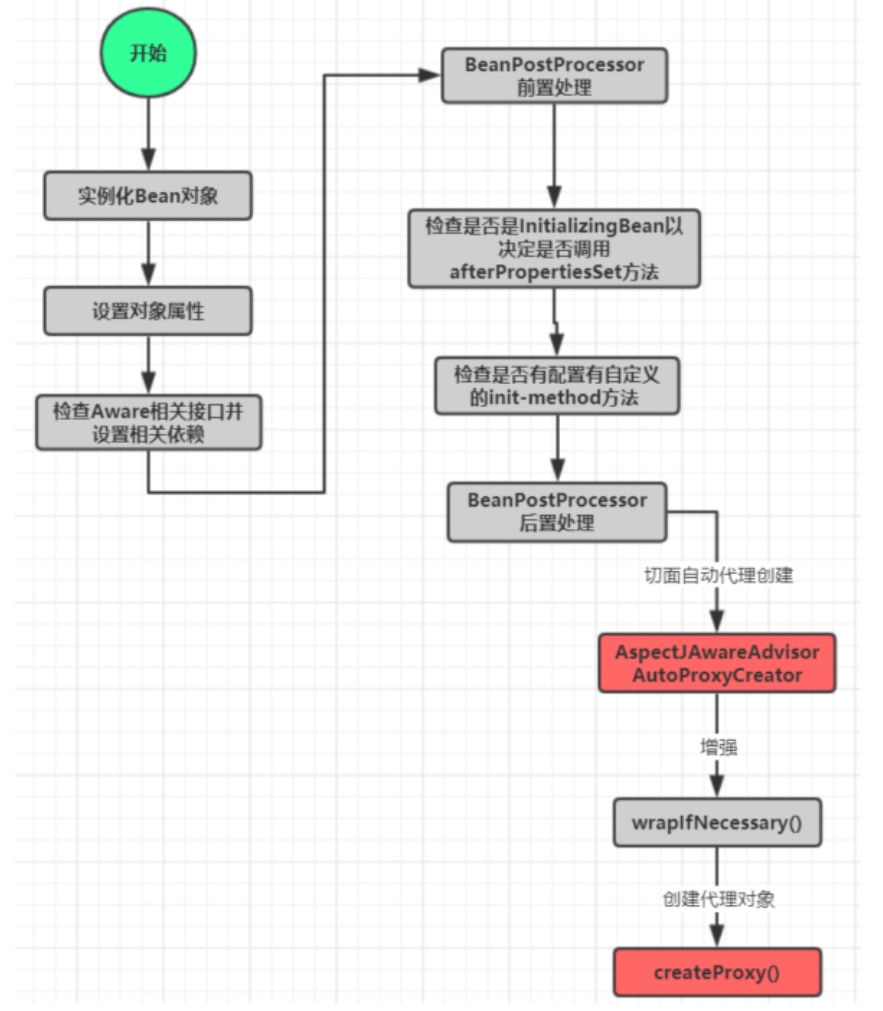 开始
实例化Bean对象
设置对象属性
检查Aware相关接口并
设置相关依赖
BeanPostProcessor
前置处理
检查是否是InitializingBean以
决定是否调用
afterPropertiesSet方法
检查是否有配置有自定义
的init-method方法
BeanPostProcessor
后置处理
切面自动代理创建
AspectJAwareAdvisor
AutoProxyCreator
增强
wrapIfNecessary()
创建代理对象
createProxy()